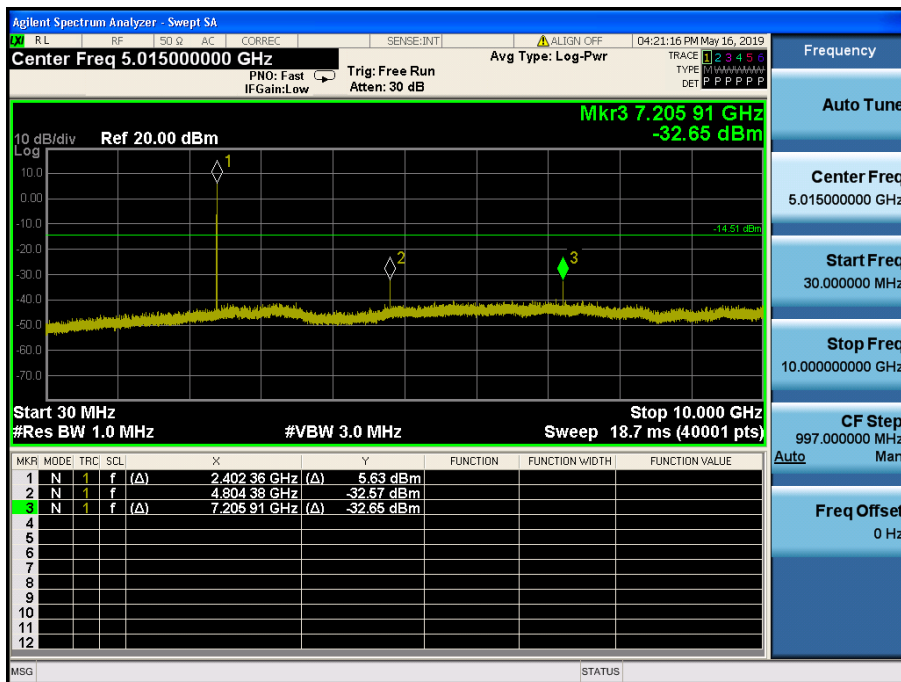 Agilent Spectrum Analyzer - Swept SA
LXI RL RF 50 Ω AC CORREC SENSE:INT ALIGN OFF 04:21:16 PM May 16, 2019
Center Freq 5.015000000 GHz
PNO: Fast
IFGain:Low
Trig: Free Run
Atten: 30 dB
Avg Type: Log-Pwr
TRACE 1 2 3 4 5 6
TYPE M WWWWW
DET P P P P P P
Mkr3 7.205 91 GHz
-32.65 dBm
10 dB/div Ref 20.00 dBm
Log
1
10.0
0.00
-10.0
-14.51 dBm
-20.0
2
3
-30.0
-40.0
-50.0
-60.0
-70.0
Start 30 MHz Stop 10.000 GHz
#Res BW 1.0 MHz #VBW 3.0 MHz Sweep 18.7 ms (40001 pts)
MKR MODE TRC SCL X Y FUNCTION FUNCTION WIDTH FUNCTION VALUE
1 N 1 f (Δ) 2.402 36 GHz (Δ) 5.63 dBm
2 N 1 f 4.804 38 GHz -32.57 dBm
3 N 1 f (Δ) 7.205 91 GHz (Δ) -32.65 dBm
4
5
6
7
8
9
10
11
12
MSG STATUS
Frequency
Auto Tune
Center Freq
5.015000000 GHz
Start Freq
30.000000 MHz
Stop Freq
10.000000000 GHz
CF Step
997.000000 MHz
Auto Man
Freq Offset
0 Hz